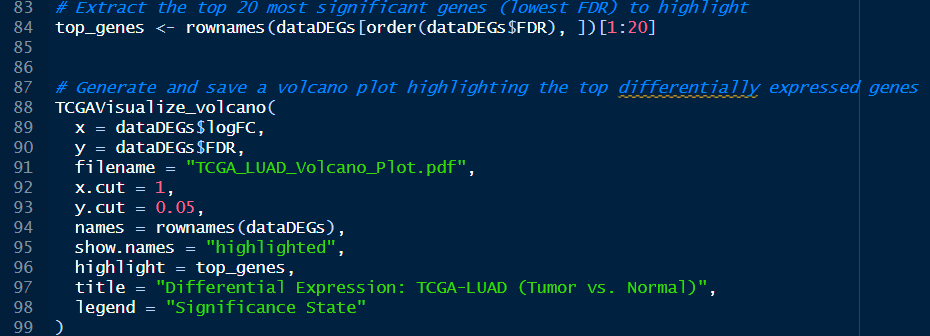 83 # Extract the top 20 most significant genes (lowest FDR) to highlight
84 top_genes <- rownames(dataDEGs[order(dataDEGs$FDR), ])[1:20]
85
86
87 # Generate and save a volcano plot highlighting the top differentially expressed genes
88 TCGAVisualize_volcano(
89   x = dataDEGs$logFC,
90   y = dataDEGs$FDR,
91   filename = "TCGA_LUAD_Volcano_Plot.pdf",
92   x.cut = 1,
93   y.cut = 0.05,
94   names = rownames(dataDEGs),
95   show.names = "highlighted",
96   highlight = top_genes,
97   title = "Differential Expression: TCGA-LUAD (Tumor vs. Normal)",
98   legend = "Significance State"
99 )